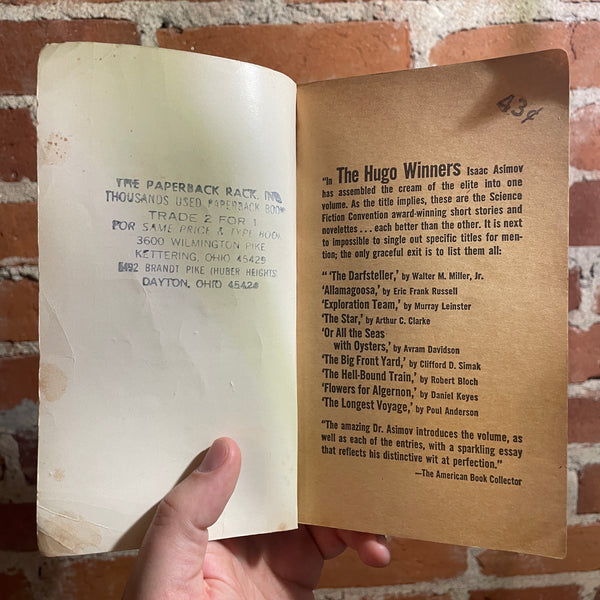 THE PAPERBACK RACK, INC
THOUSANDS USED PAPERBACK BOOK
TRADE 2 FOR 1
FOR SAME PRICE & TYPE BOOK
3600 WILMINGTON PIKE
KETTERING, OHIO 45429
6492 BRANDT PIKE (HUBER HEIGHTS)
DAYTON, OHIO 45424
43¢
"In The Hugo Winners Isaac Asimov
has assembled the cream of the elite into one
volume. As the title implies, these are the Science
Fiction Convention award-winning short stories and
novelettes . . . each better than the other. It is next
to impossible to single out specific titles for men-
tion; the only graceful exit is to list them all:
" 'The Darfsteller,' by Walter M. Miller, Jr.
'Allamagoosa,' by Eric Frank Russell
'Exploration Team,' by Murray Leinster
'The Star,' by Arthur C. Clarke
'Or All the Seas
with Oysters,' by Avram Davidson
'The Big Front Yard,' by Clifford D. Simak
'The Hell-Bound Train,' by Robert Bloch
'Flowers for Algernon,' by Daniel Keyes
'The Longest Voyage,' by Poul Anderson
"The amazing Dr. Asimov introduces the volume, as
well as each of the entries, with a sparkling essay
that reflects his distinctive wit at perfection."
—The American Book Collector